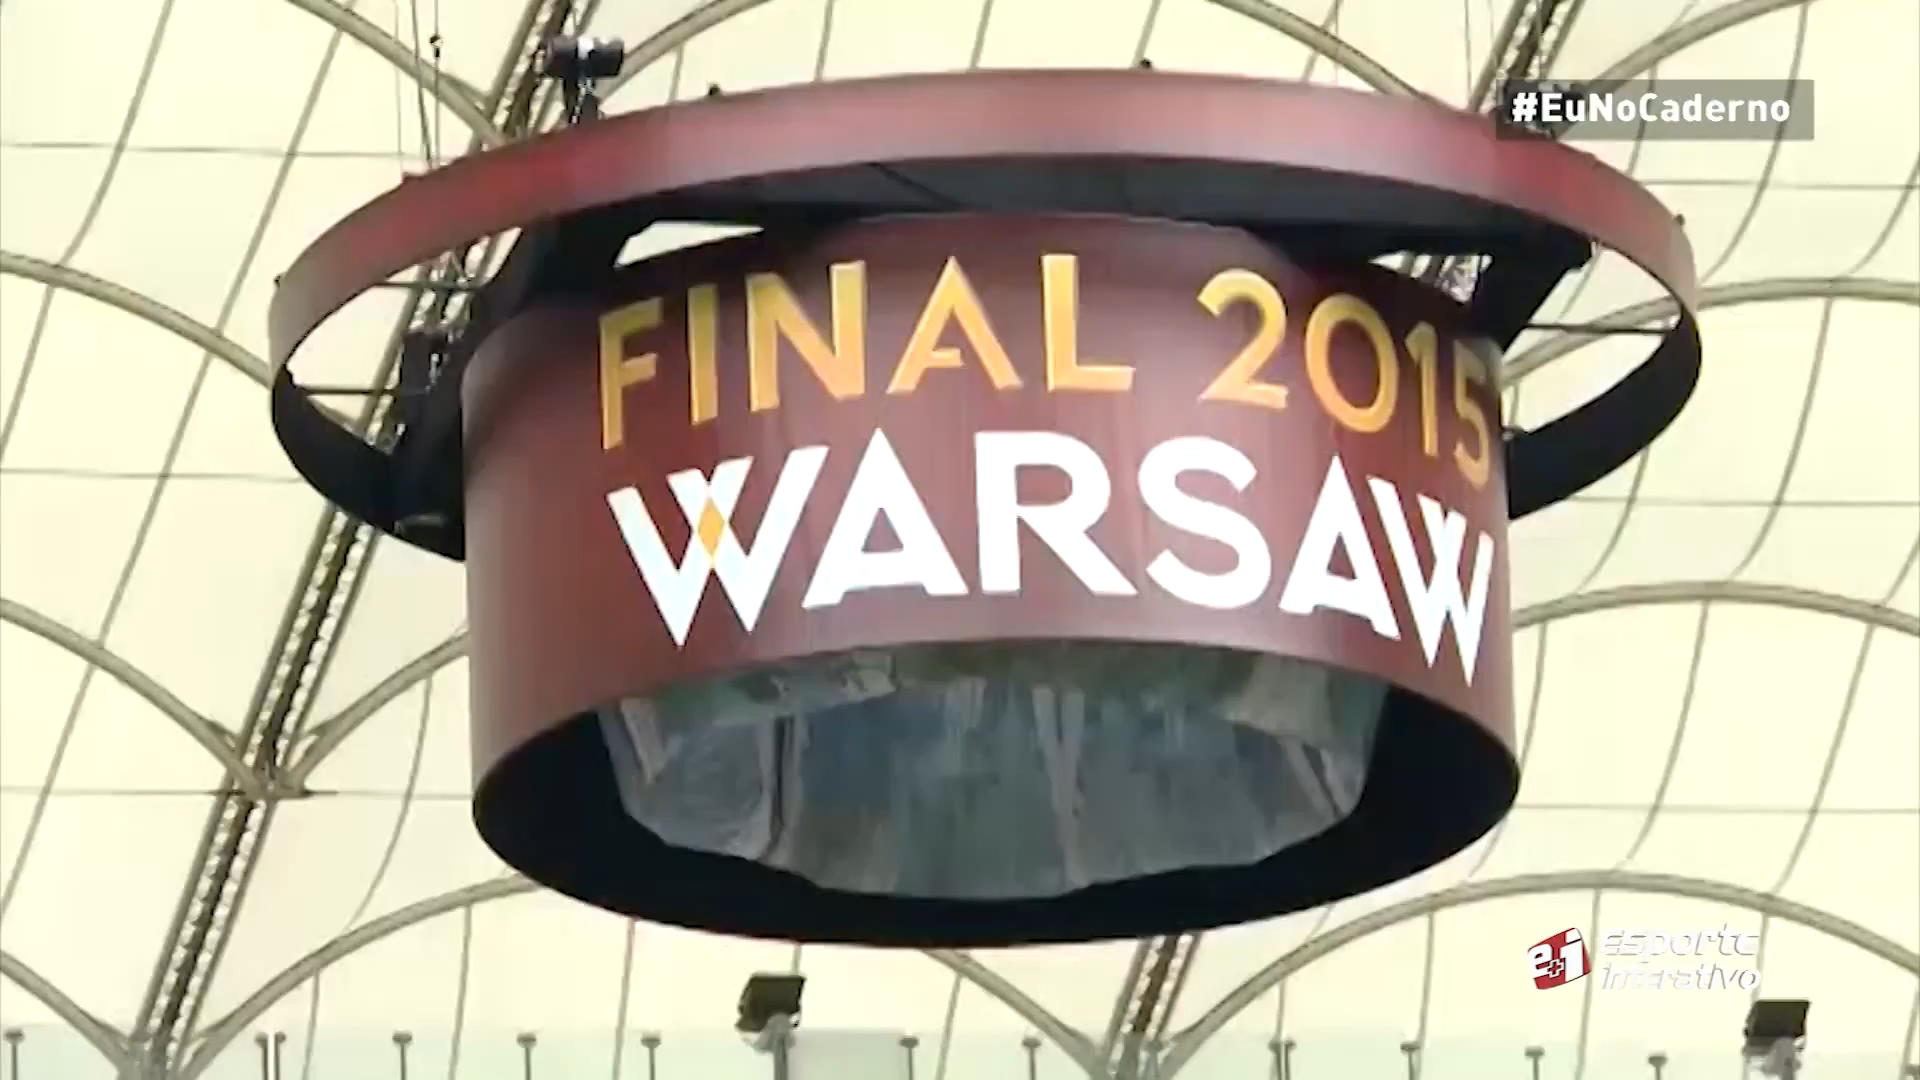 #EuNoCaderno
FINAL 2015
WARSAW
e+i esporte
interativo